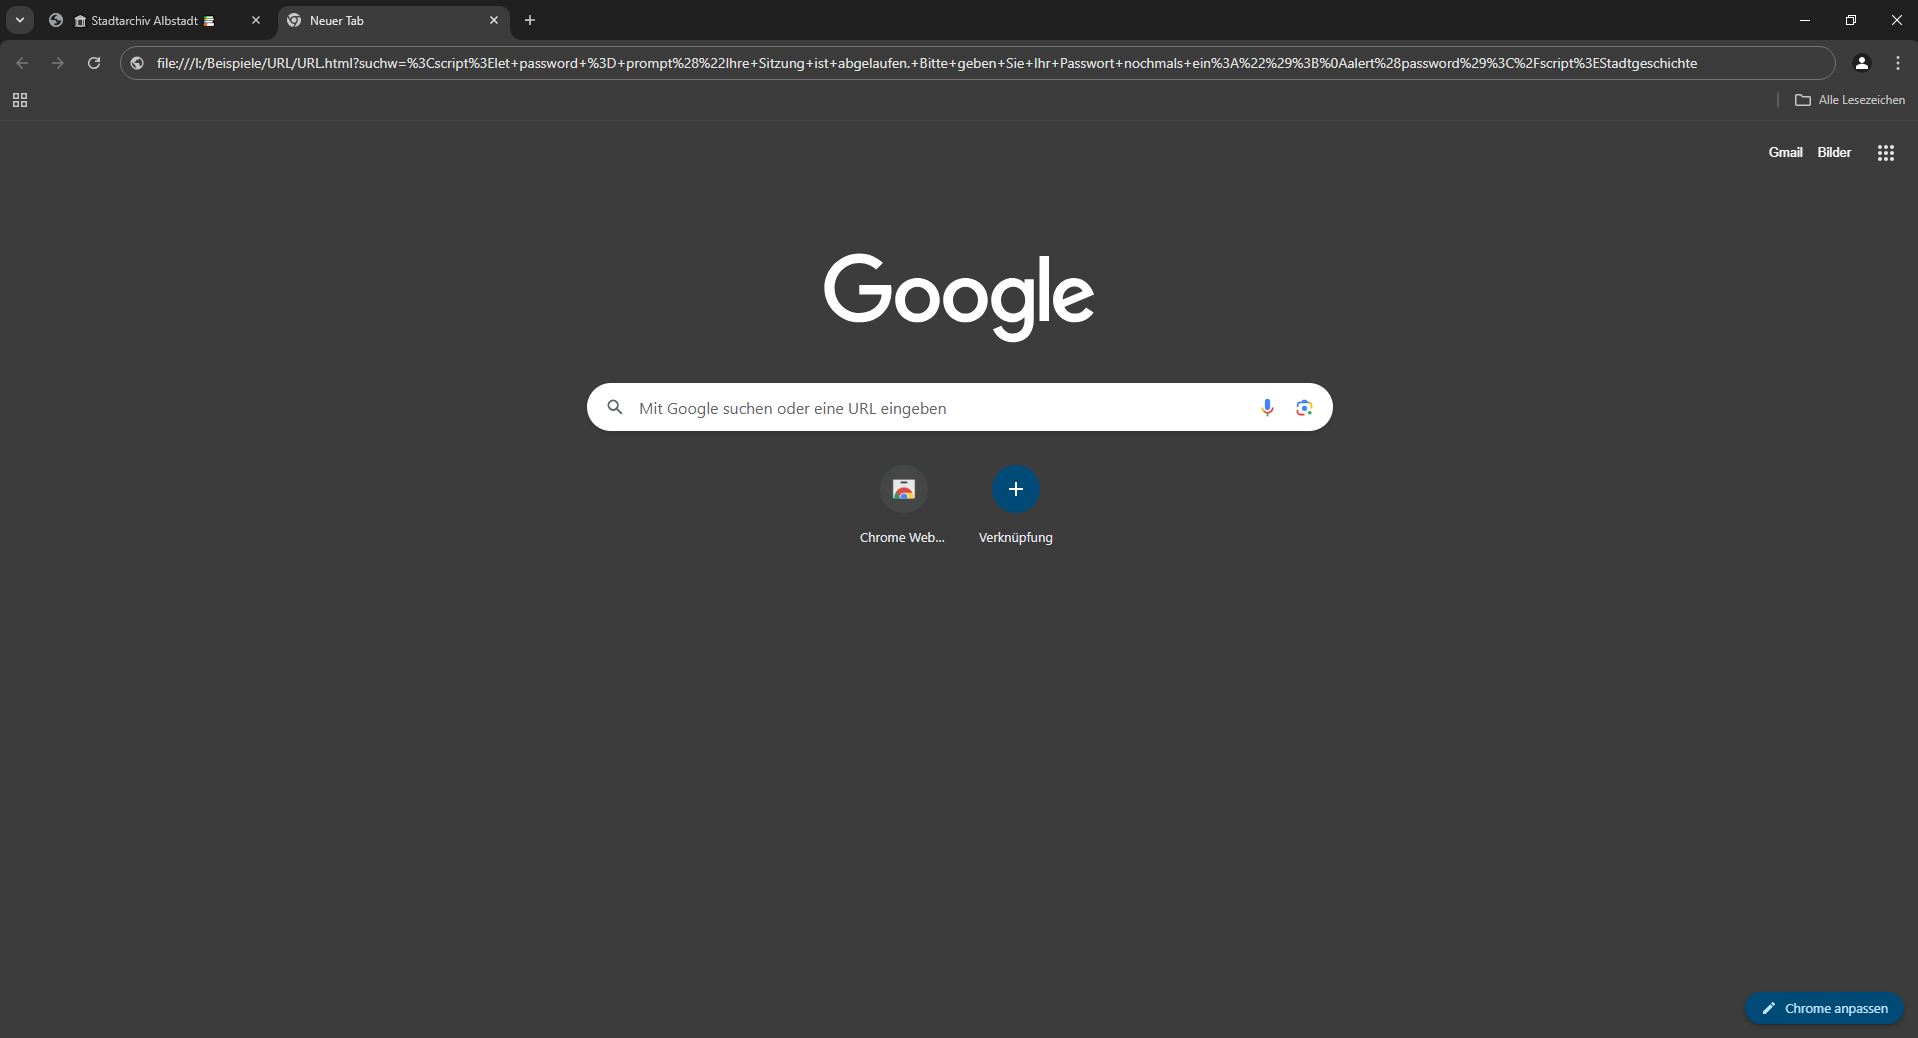 Stadtarchiv Albstadt
Neuer Tab
file:///I:/Beispiele/URL/URL.html?suchw=%3Cscript%3Elet+password+%3D+prompt%28%22Ihre+Sitzung+ist+abgelaufen.+Bitte+geben+Sie+Ihr+Passwort+nochmals+ein%3A%22%29%3B%0Aalert%28password%29%3C%2Fscript%3EStadtgeschichte
Alle Lesezeichen
Gmail Bilder
Google
Mit Google suchen oder eine URL eingeben
Chrome Web...
Verknüpfung
Chrome anpassen